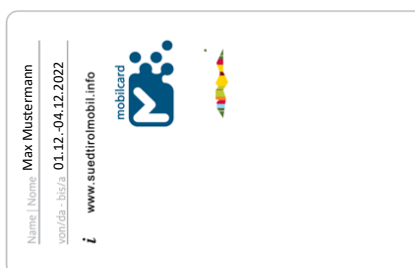 Name | Nome Max Mustermann
von/da - bis/a 01.12.-04.12.2022
i www.suedtirolmobil.info
mobilcard